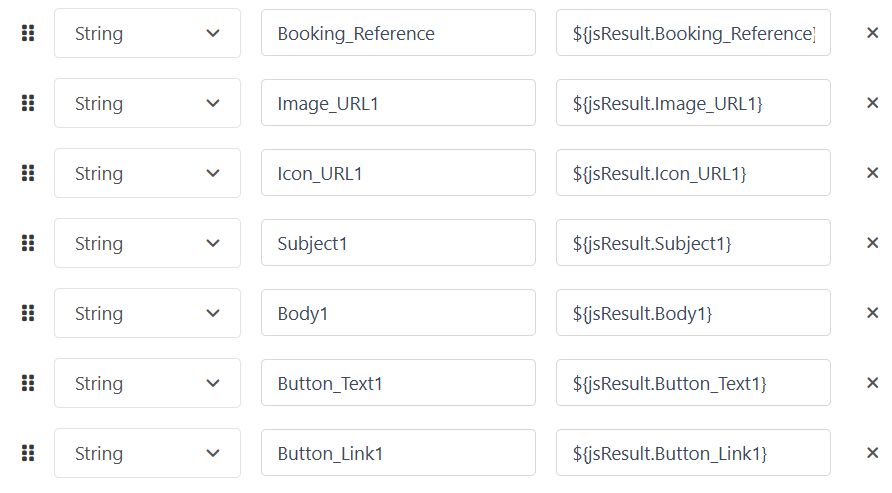 String Booking_Reference ${jsResult.Booking_Reference}
String Image_URL1 ${jsResult.Image_URL1}
String Icon_URL1 ${jsResult.Icon_URL1}
String Subject1 ${jsResult.Subject1}
String Body1 ${jsResult.Body1}
String Button_Text1 ${jsResult.Button_Text1}
String Button_Link1 ${jsResult.Button_Link1}